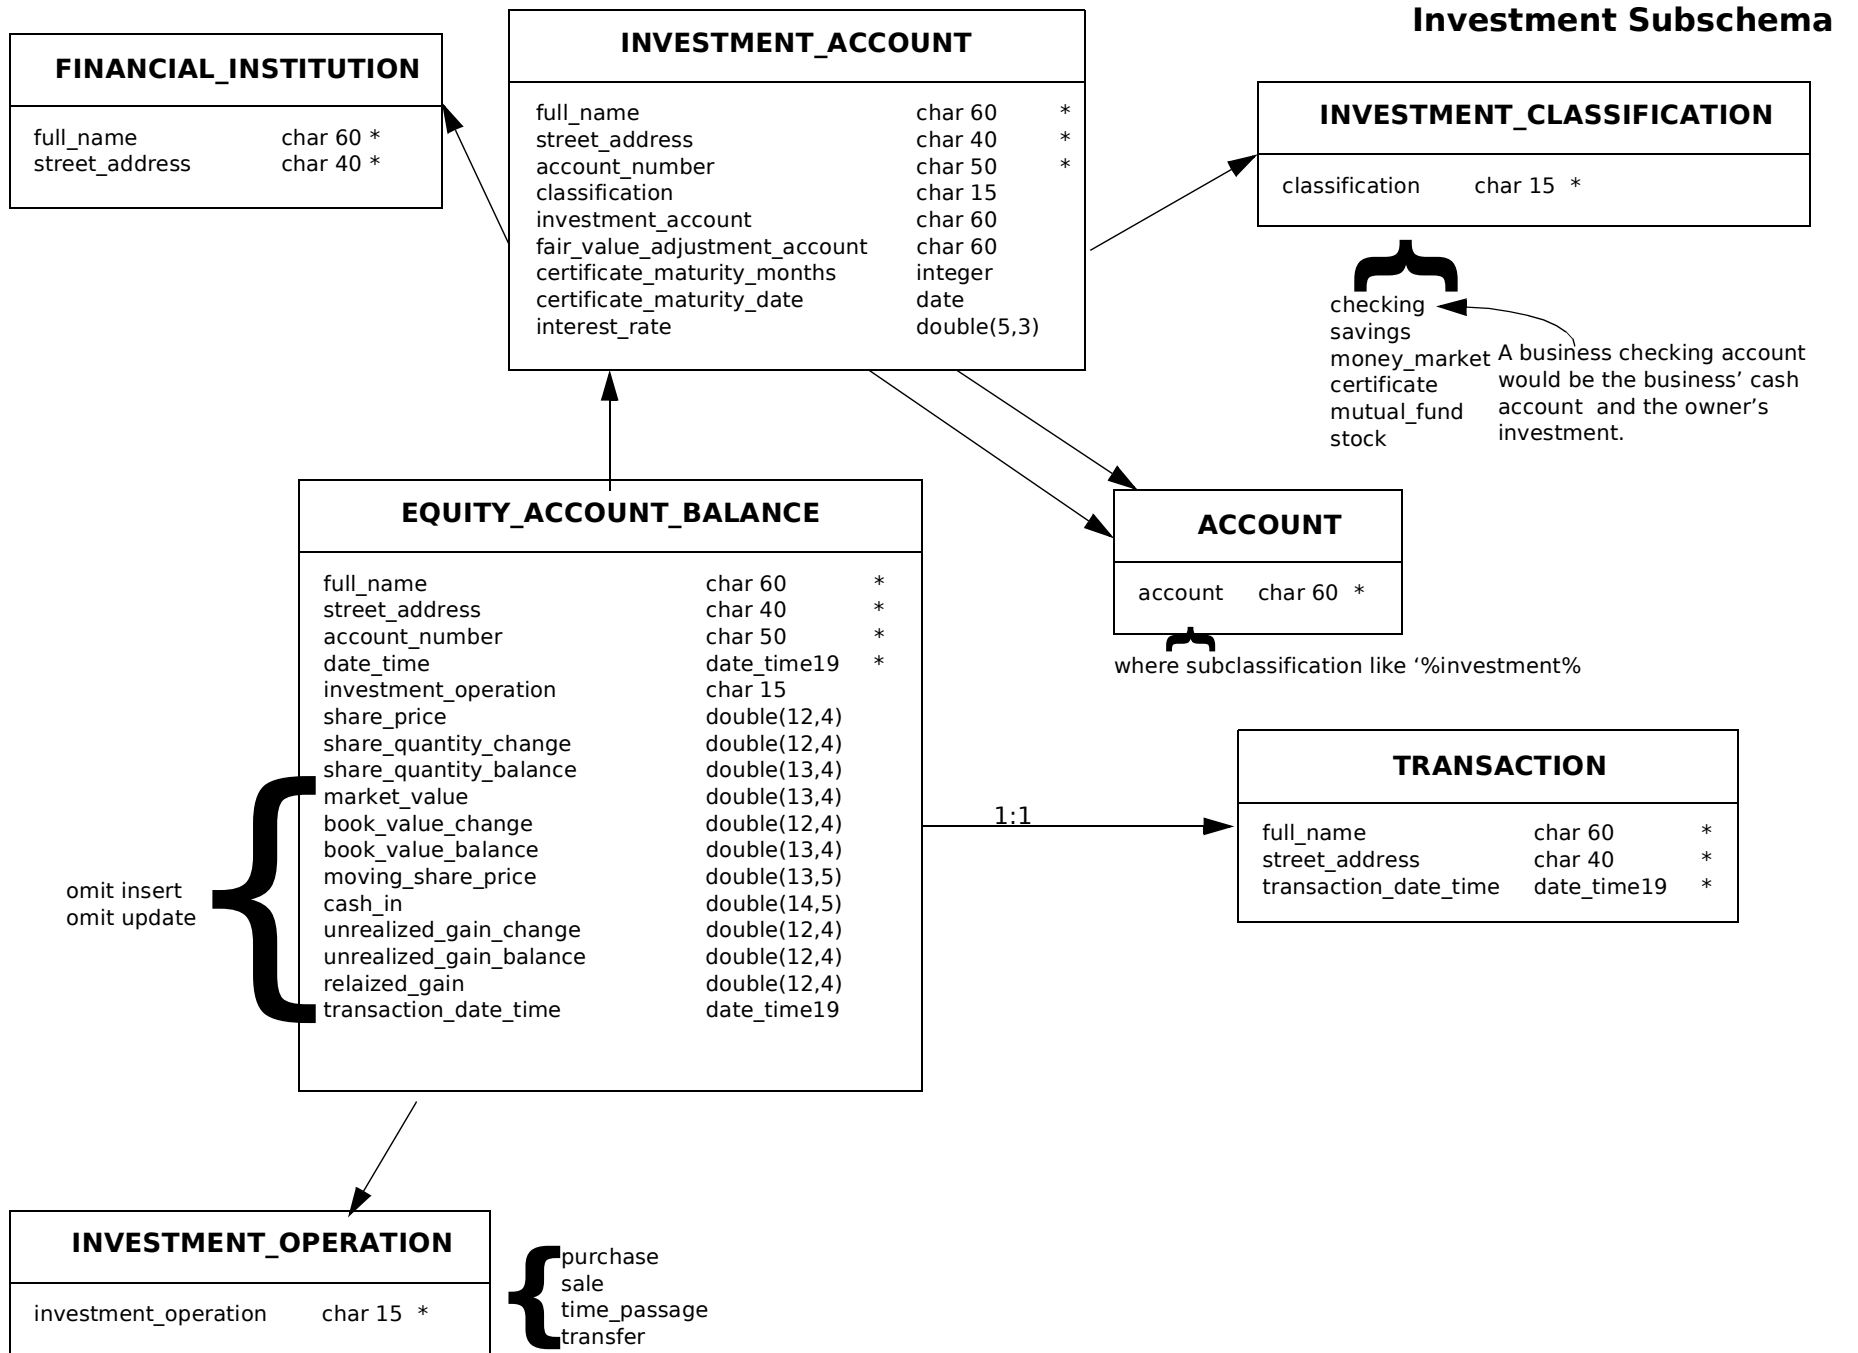 Investment Subschema
FINANCIAL_INSTITUTION
full_name char 60 *
street_address char 40 *
INVESTMENT_ACCOUNT
full_name char 60 *
street_address char 40 *
account_number char 50 *
classification char 15
investment_account char 60
fair_value_adjustment_account char 60
certificate_maturity_months integer
certificate_maturity_date date
interest_rate double(5,3)
INVESTMENT_CLASSIFICATION
classification char 15 *
checking
savings
money_market
certificate
mutual_fund
stock
A business checking account
would be the business’ cash
account and the owner’s
investment.
EQUITY_ACCOUNT_BALANCE
full_name char 60 *
street_address char 40 *
account_number char 50 *
date_time date_time19 *
investment_operation char 15
share_price double(12,4)
share_quantity_change double(12,4)
share_quantity_balance double(13,4)
market_value double(13,4)
book_value_change double(12,4)
book_value_balance double(13,4)
moving_share_price double(13,5)
cash_in double(14,5)
unrealized_gain_change double(12,4)
unrealized_gain_balance double(12,4)
relaized_gain double(12,4)
transaction_date_time date_time19
omit insert
omit update
ACCOUNT
account char 60 *
where subclassification like ‘%investment%
1:1
TRANSACTION
full_name char 60 *
street_address char 40 *
transaction_date_time date_time19 *
INVESTMENT_OPERATION
investment_operation char 15 *
purchase
sale
time_passage
transfer